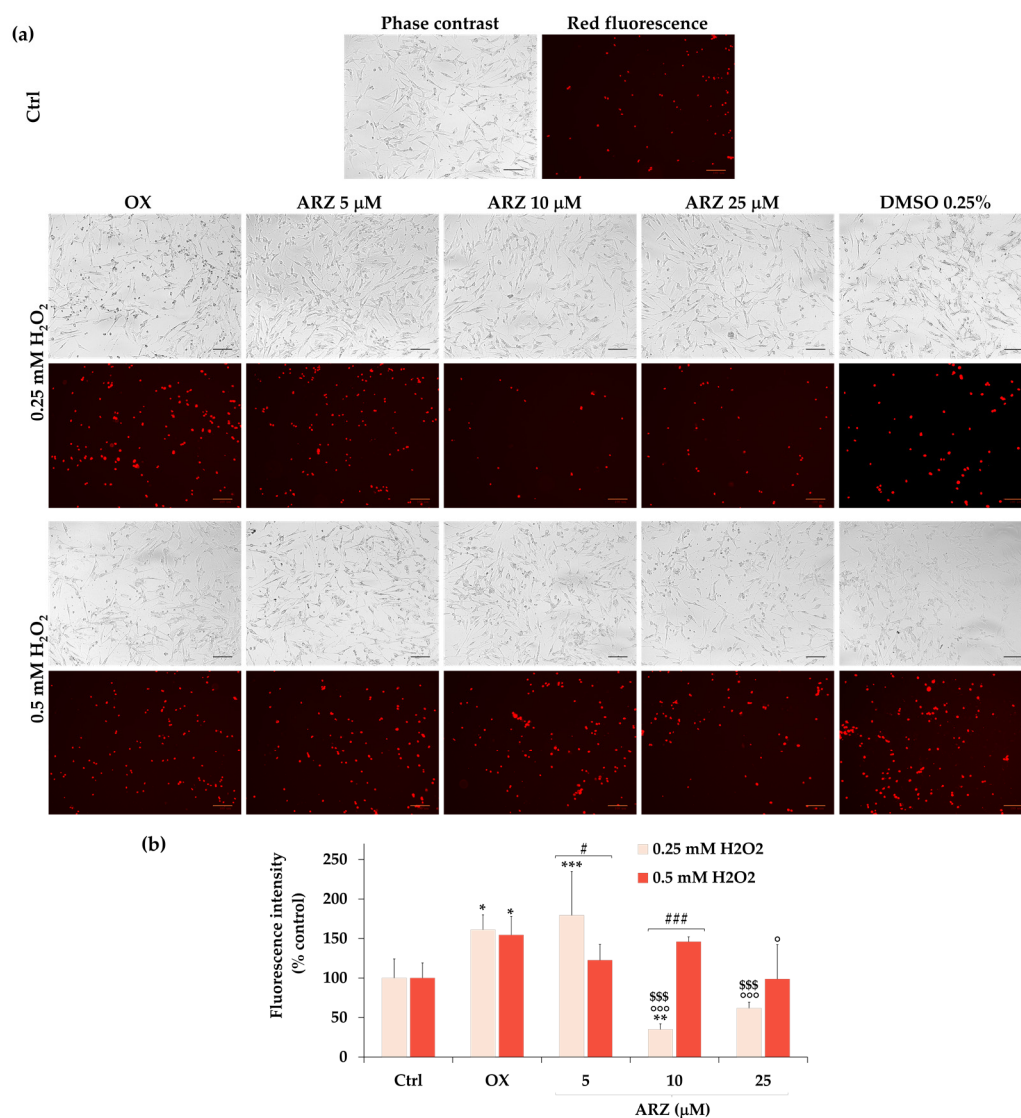 (a)
Phase contrast Red fluorescence
Ctrl
OX ARZ 5 μM ARZ 10 μM ARZ 25 μM DMSO 0.25%
0.25 mM H₂O₂
0.5 mM H₂O₂
(b)
Fluorescence intensity
(% control)
250
200
150
100
50
0
0.25 mM H2O2
0.5 mM H2O2
*
*
#
***
###
$$$
°°°
**
$$$
°°°
°
Ctrl OX 5 10 25
ARZ (μM)